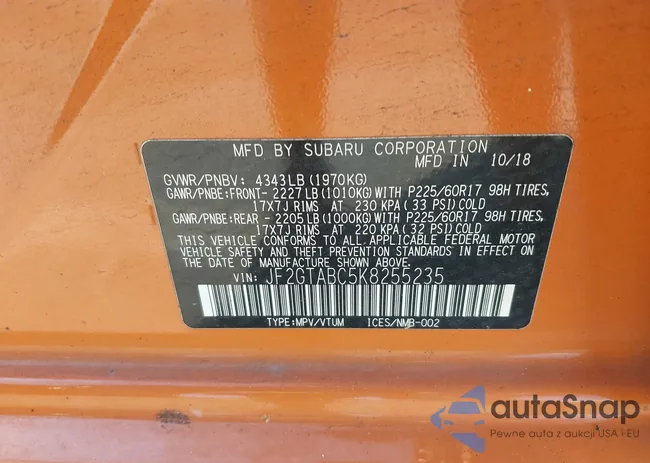 MFD BY SUBARU CORPORATION
MFD IN 10/18
GVWR/PNBV: 4343LB (1970KG)
GAWR/PNBE:FRONT- 2227 LB (1010KG) WITH P225/60R17 98H TIRES,
17X7J RIMS AT 230 KPA (33 PSI) COLD
GAWR/PNBE:REAR - 2205 LB (1000KG) WITH P225/60R17 98H TIRES,
17X7J RIMS AT 220 KPA (32 PSI) COLD
THIS VEHICLE CONFORMS TO ALL APPLICABLE FEDERAL MOTOR
VEHICLE SAFETY AND THEFT PREVENTION STANDARDS IN EFFECT
ON THE DATE OF MANUFACTURE SHOWN ABOVE.
VIN: JF2GTABC5K8255235
TYPE:MPV/VTUM ICES/NMB-002
autaSnap
Pewne auta z aukcji USA i EU